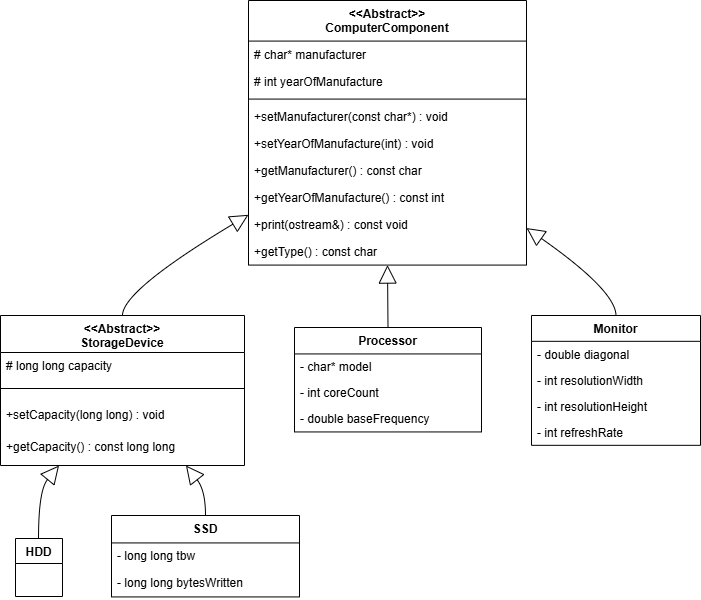 <<Abstract>>
ComputerComponent
# char* manufacturer
# int yearOfManufacture
+setManufacturer(const char*) : void
+setYearOfManufacture(int) : void
+getManufacturer() : const char
+getYearOfManufacture() : const int
+print(ostream&) : const void
+getType() : const char
<<Abstract>>
StorageDevice
# long long capacity
+setCapacity(long long) : void
+getCapacity() : const long long
Processor
- char* model
- int coreCount
- double baseFrequency
Monitor
- double diagonal
- int resolutionWidth
- int resolutionHeight
- int refreshRate
HDD
SSD
- long long tbw
- long long bytesWritten